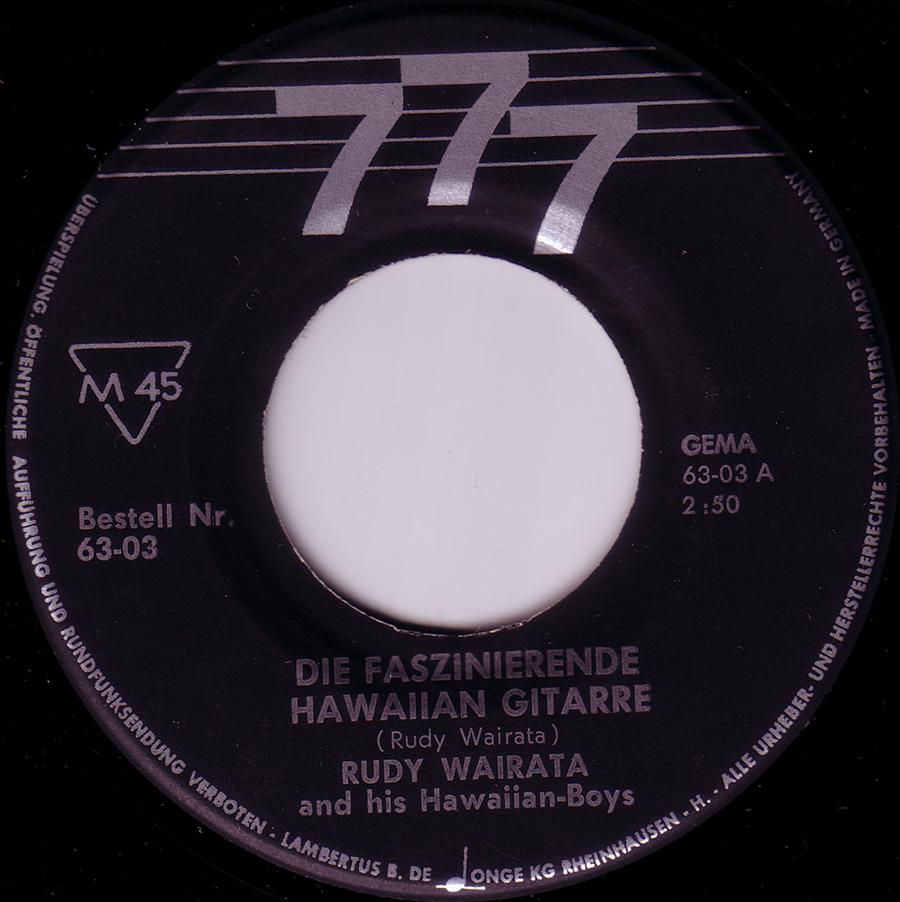 777
M 45
Bestell Nr.
63-03
GEMA
63-03 A
2:50
DIE FASZINIERENDE
HAWAIIAN GITARRE
(Rudy Wairata)
RUDY WAIRATA
and his Hawaiian-Boys
MADE IN GERMANY · ALLE URHEBER- UND HERSTELLERRECHTE VORBEHALTEN · ÜBERSPIELUNG, ÖFFENTLICHE AUFFÜHRUNG UND RUNDFUNKSENDUNG VERBOTEN · LAMBERTUS B. DE JONGE KG RHEINHAUSEN · H. ·